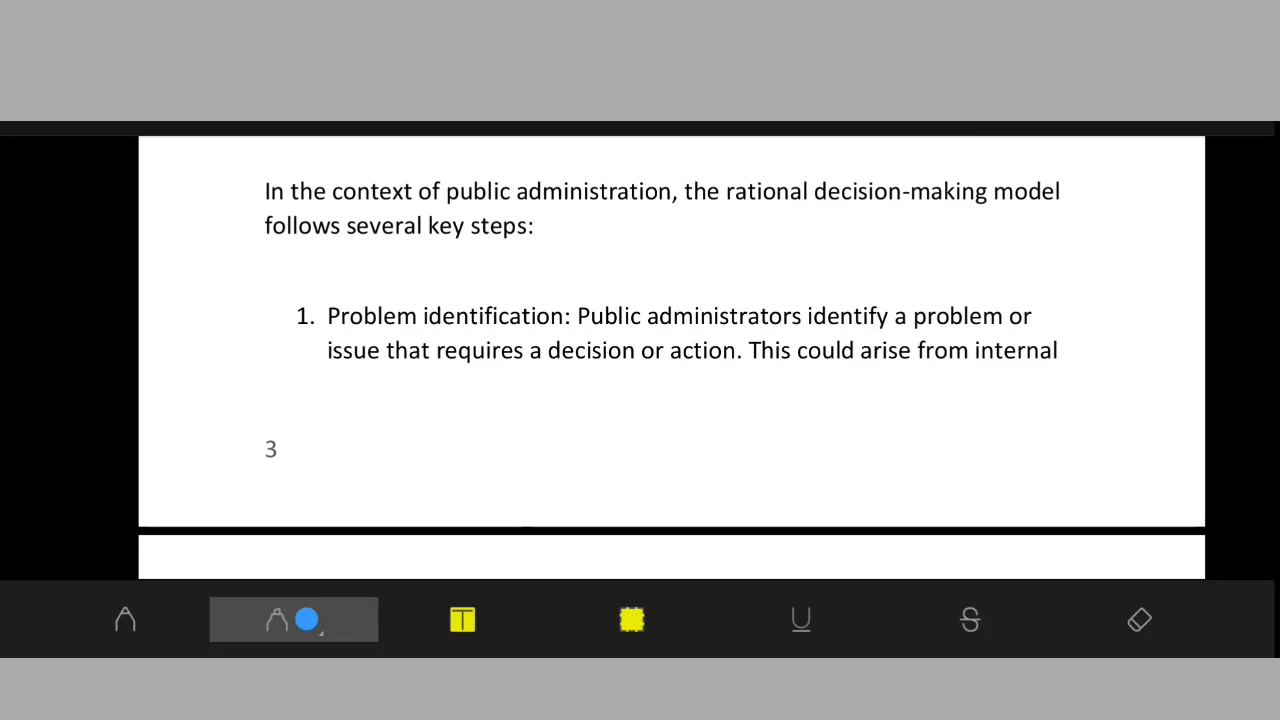 In the context of public administration, the rational decision-making model
follows several key steps:
1. Problem identification: Public administrators identify a problem or
issue that requires a decision or action. This could arise from internal
3